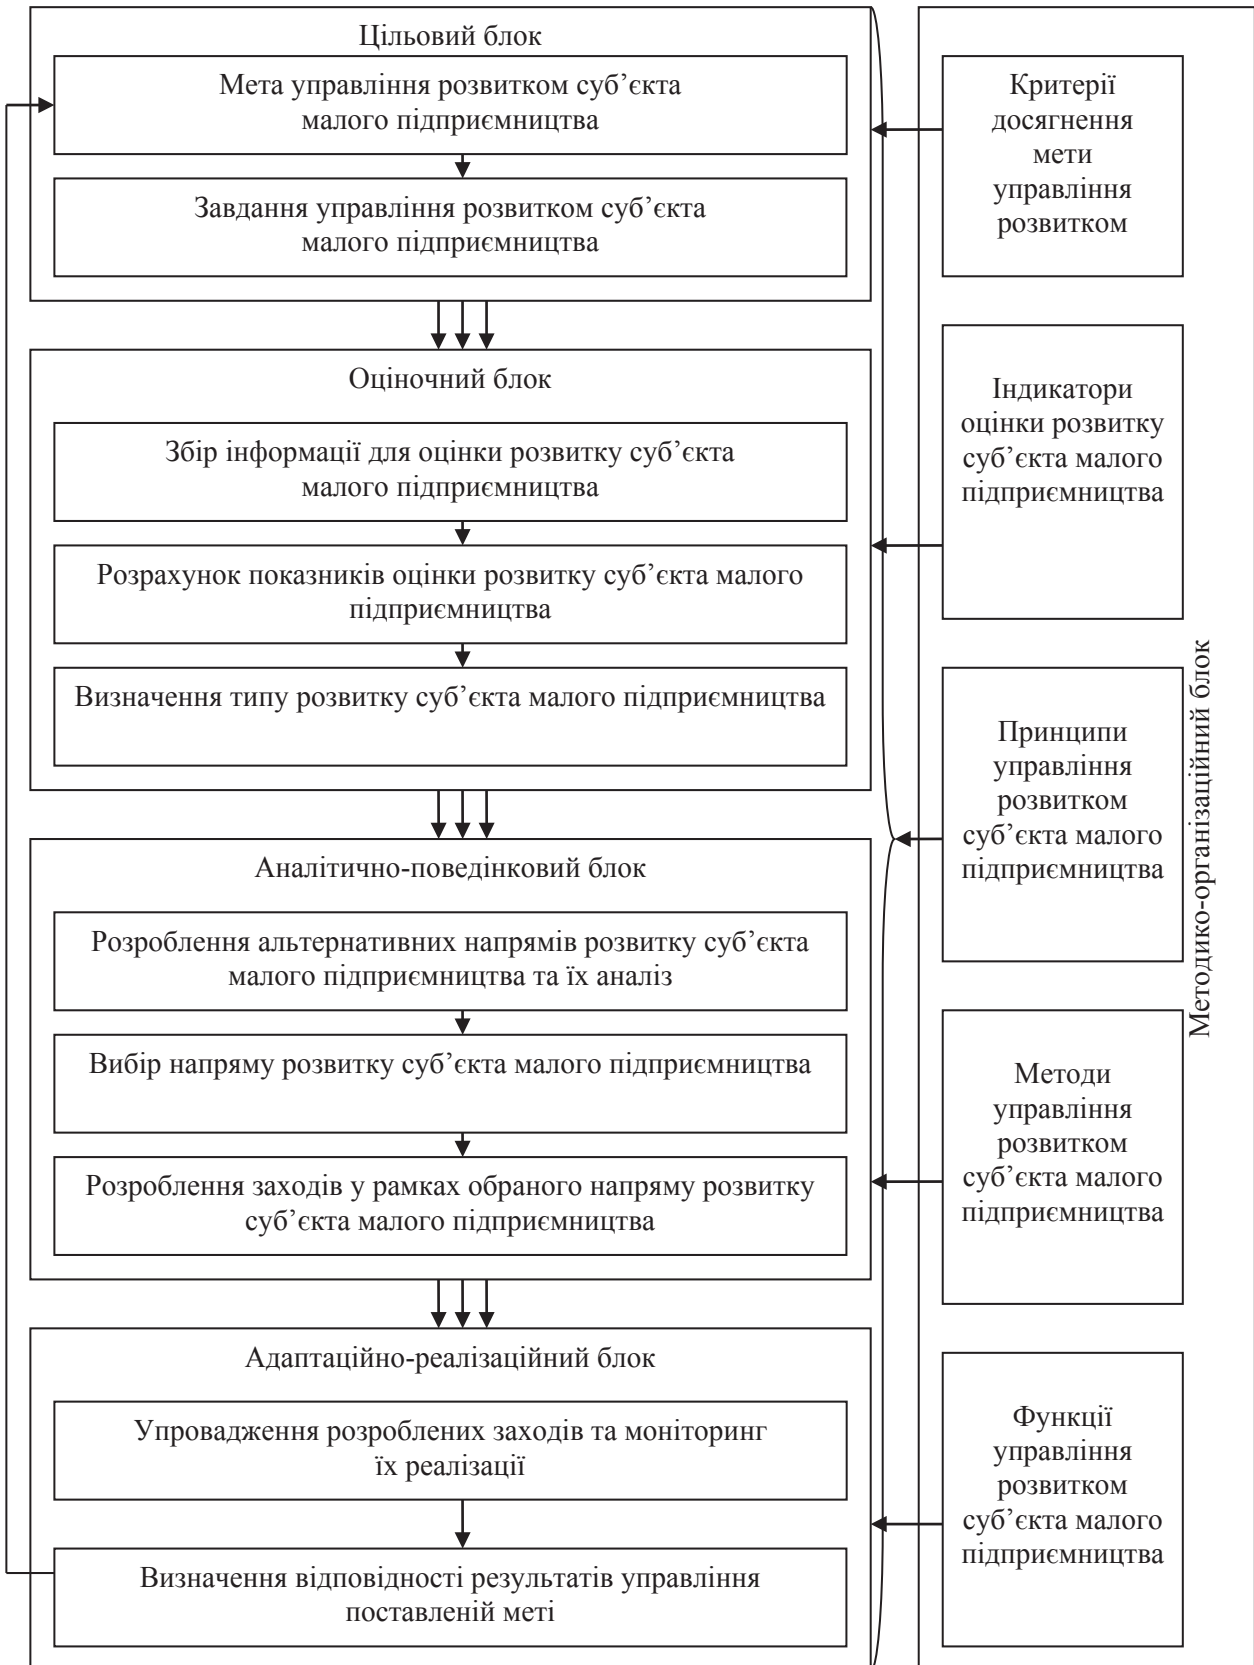 Цільовий блок
Мета управління розвитком суб’єкта
малого підприємництва
Завдання управління розвитком суб’єкта
малого підприємництва
Оціночний блок
Збір інформації для оцінки розвитку суб’єкта
малого підприємництва
Розрахунок показників оцінки розвитку суб’єкта малого
підприємництва
Визначення типу розвитку суб’єкта малого підприємництва
Аналітично-поведінковий блок
Розроблення альтернативних напрямів розвитку суб’єкта
малого підприємництва та їх аналіз
Вибір напряму розвитку суб’єкта малого підприємництва
Розроблення заходів у рамках обраного напряму розвитку
суб’єкта малого підприємництва
Адаптаційно-реалізаційний блок
Упровадження розроблених заходів та моніторинг
їх реалізації
Визначення відповідності результатів управління
поставленій меті
Критерії
досягнення
мети
управління
розвитком
Індикатори
оцінки розвитку
суб’єкта малого
підприємництва
Принципи
управління
розвитком
суб’єкта малого
підприємництва
Методи
управління
розвитком
суб’єкта малого
підприємництва
Функції
управління
розвитком
суб’єкта малого
підприємництва
Методико-організаційний блок